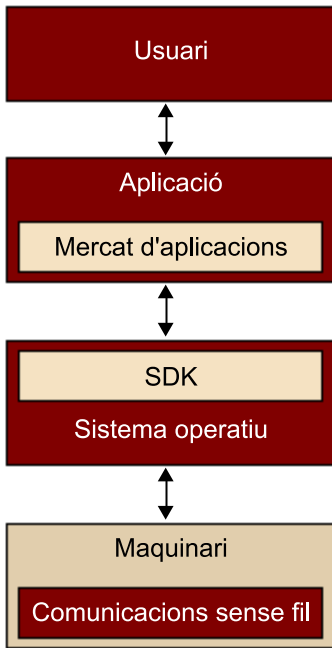 Usuari
Aplicació
Mercat d'aplicacions
SDK
Sistema operatiu
Maquinari
Comunicacions sense fil